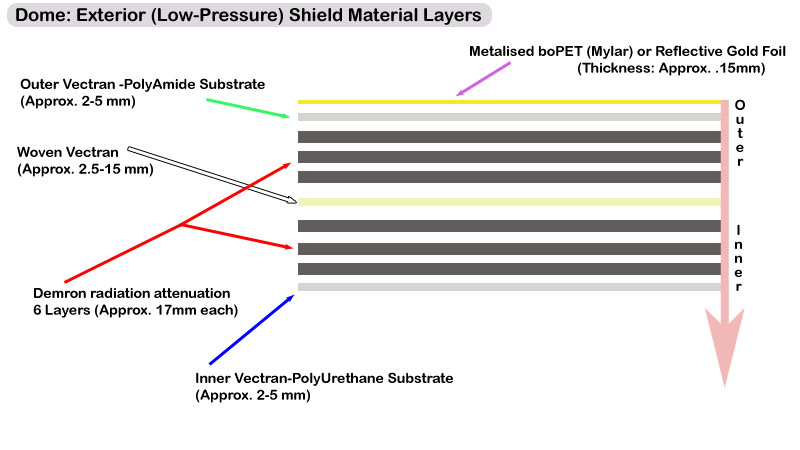 Dome: Exterior (Low-Pressure) Shield Material Layers
Metalised boPET (Mylar) or Reflective Gold Foil
(Thickness: Approx. .15mm)
Outer Vectran -PolyAmide Substrate
(Approx. 2-5 mm)
Woven Vectran
(Approx. 2.5-15 mm)
Outer
Inner
Demron radiation attenuation
6 Layers (Approx. 17mm each)
Inner Vectran-PolyUrethane Substrate
(Approx. 2-5 mm)